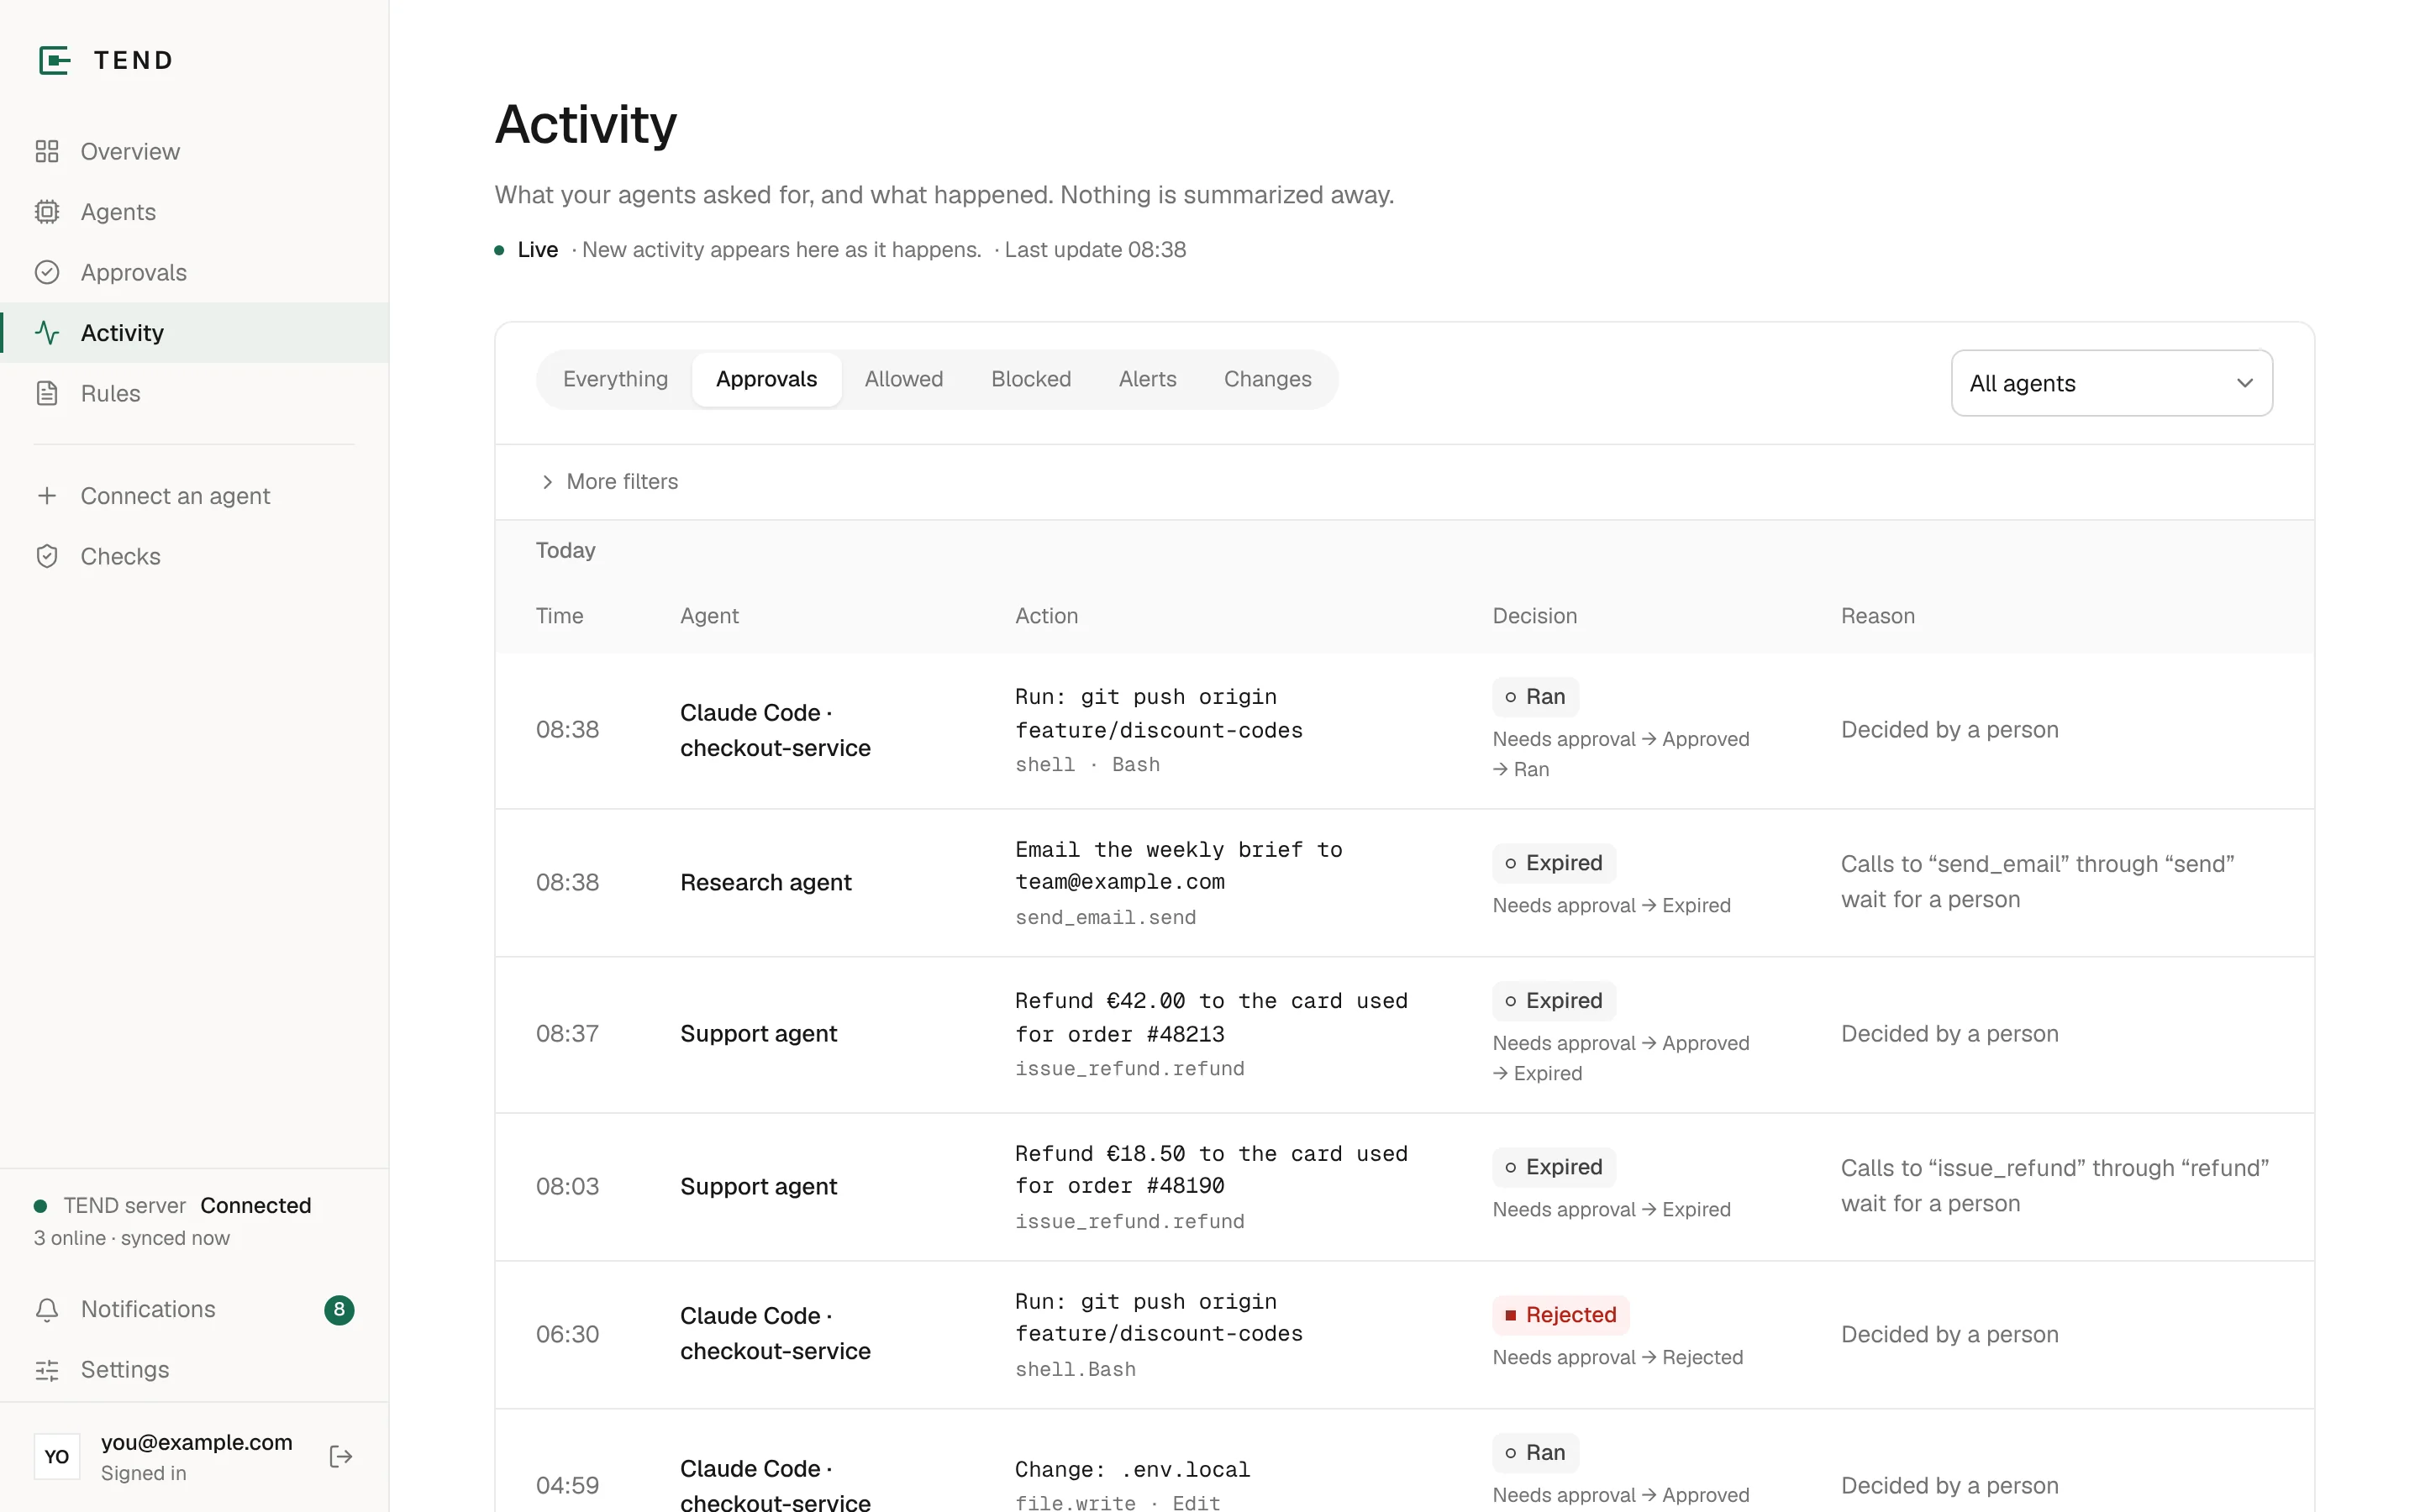 TEND
Overview
Agents
Approvals
Activity
Rules
Connect an agent
Checks
TEND server Connected
3 online · synced now
Notifications 8
Settings
YO
you@example.com
Signed in
Activity
What your agents asked for, and what happened. Nothing is summarized away.
Live · New activity appears here as it happens. · Last update 08:38
Everything Approvals Allowed Blocked Alerts Changes
All agents
More filters
Today
Time Agent Action Decision Reason
08:38
Claude Code ·
checkout-service
Run: git push origin
feature/discount-codes
shell · Bash
Ran
Needs approval → Approved
→ Ran
Decided by a person
08:38
Research agent
Email the weekly brief to
team@example.com
send_email.send
Expired
Needs approval → Expired
Calls to “send_email” through “send”
wait for a person
08:37
Support agent
Refund €42.00 to the card used
for order #48213
issue_refund.refund
Expired
Needs approval → Approved
→ Expired
Decided by a person
08:03
Support agent
Refund €18.50 to the card used
for order #48190
issue_refund.refund
Expired
Needs approval → Expired
Calls to “issue_refund” through “refund”
wait for a person
06:30
Claude Code ·
checkout-service
Run: git push origin
feature/discount-codes
shell.Bash
Rejected
Needs approval → Rejected
Decided by a person
04:59
Claude Code ·
checkout-service
Change: .env.local
file.write · Edit
Ran
Needs approval → Approved
Decided by a person